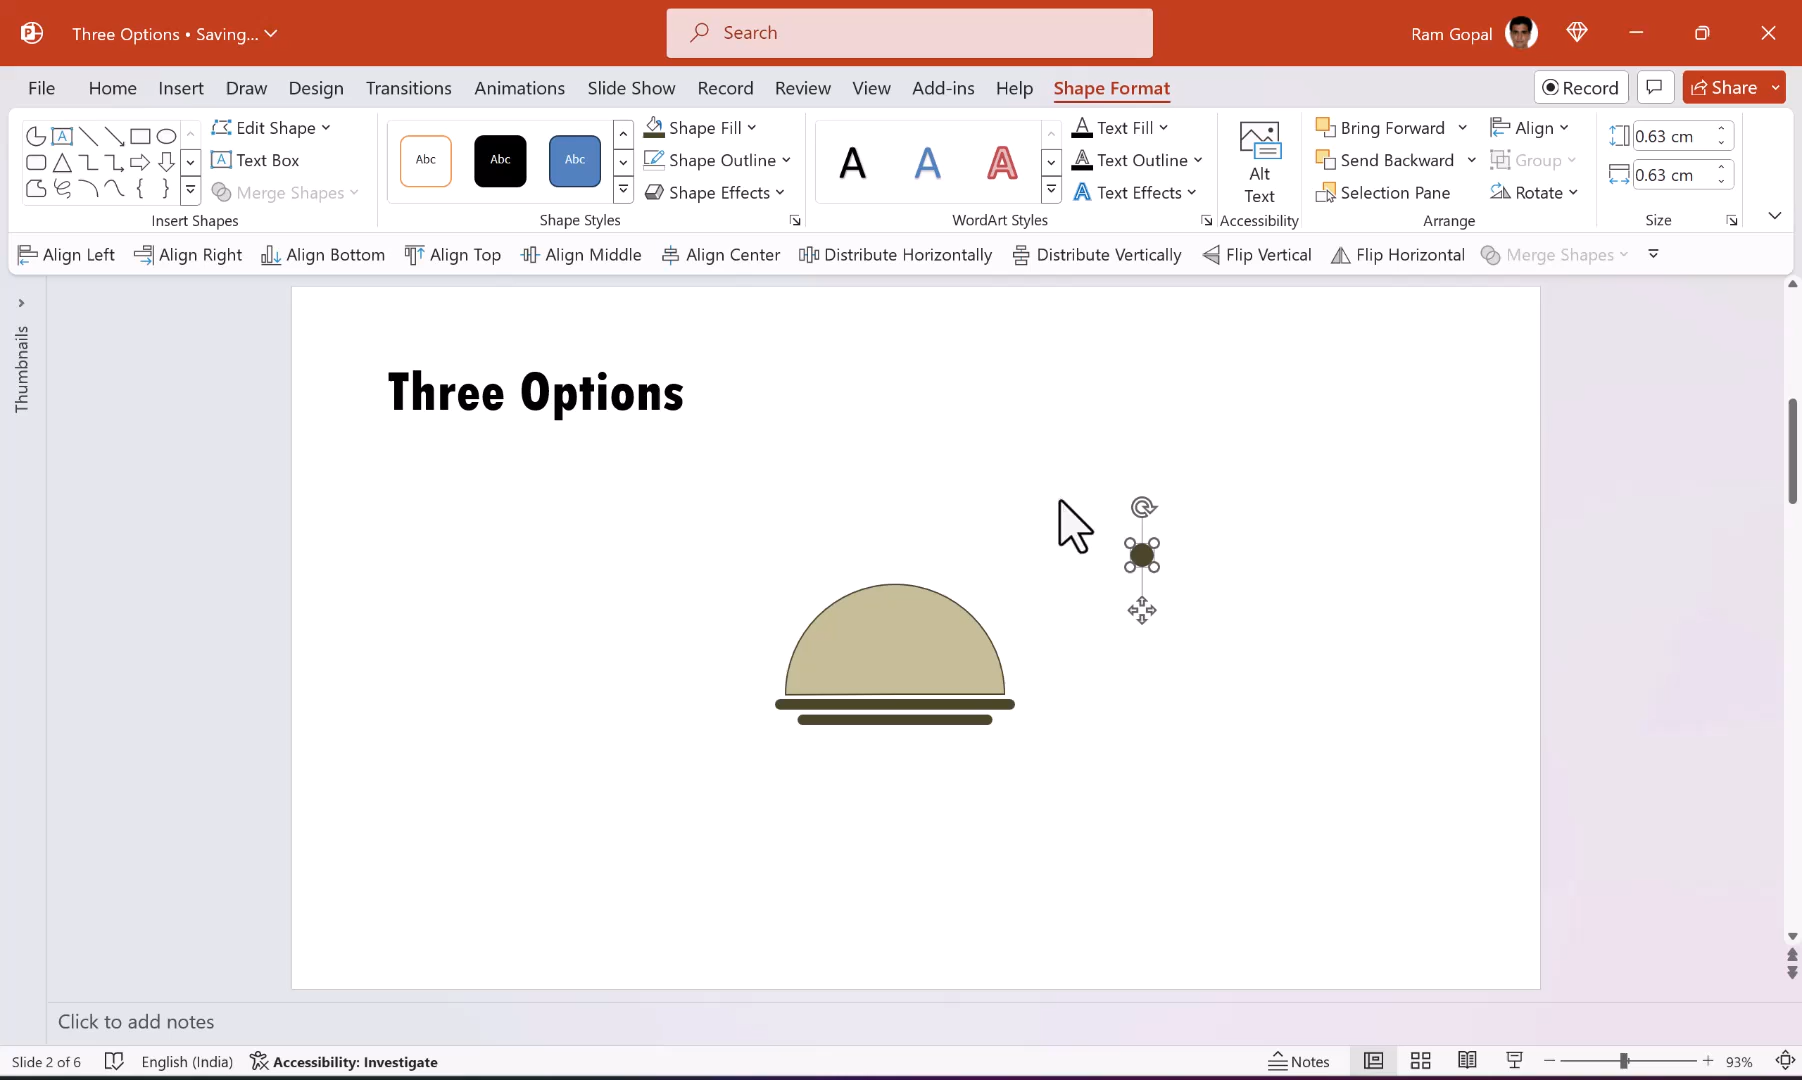 Three Options • Saving...
Search
Ram Gopal
File Home Insert Draw Design Transitions Animations Slide Show Record Review View Add-ins Help Shape Format
Record
Share
Edit Shape
Text Box
Merge Shapes
Insert Shapes
Abc Abc Abc
Shape Fill
Shape Outline
Shape Effects
Shape Styles
A A A
Text Fill
Text Outline
Text Effects
WordArt Styles
Alt
Text
Accessibility
Bring Forward
Send Backward
Selection Pane
Align
Group
Rotate
Arrange
0.63 cm
0.63 cm
Size
Align Left Align Right Align Bottom Align Top Align Middle Align Center Distribute Horizontally Distribute Vertically Flip Vertical Flip Horizontal Merge Shapes
Thumbnails
Three Options
Click to add notes
Slide 2 of 6 English (India) Accessibility: Investigate Notes 93%